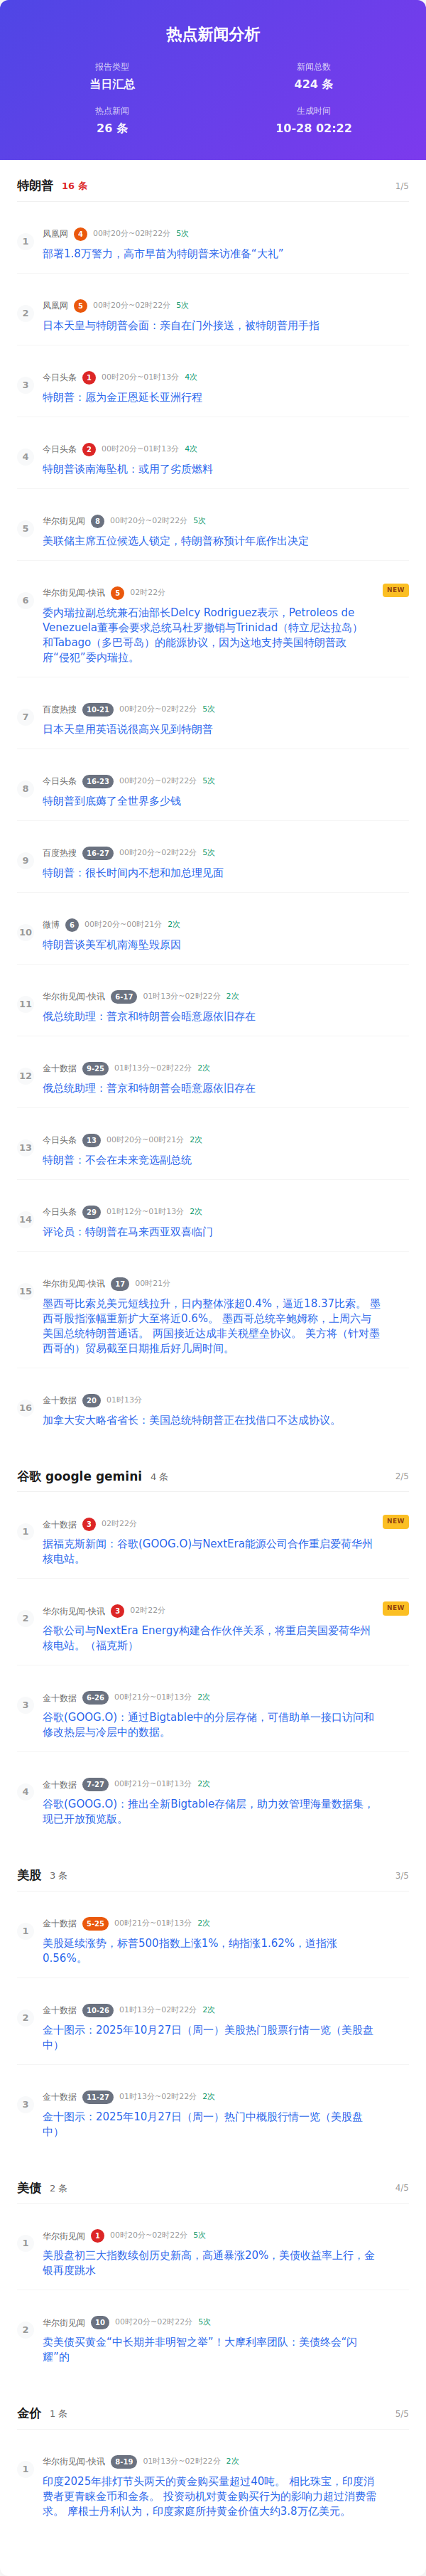 热点新闻分析
报告类型
新闻总数
当日汇总
424 条
热点新闻
生成时间
26 条
10-28 02:22
特朗普 16 条 1/5
1
凤凰网 4 00时20分~02时22分 5次
部署1.8万警力，高市早苗为特朗普来访准备“大礼”
2
凤凰网 5 00时20分~02时22分 5次
日本天皇与特朗普会面：亲自在门外接送，被特朗普用手指
3
今日头条 1 00时20分~01时13分 4次
特朗普：愿为金正恩延长亚洲行程
4
今日头条 2 00时20分~01时13分 4次
特朗普谈南海坠机：或用了劣质燃料
5
华尔街见闻 8 00时20分~02时22分 5次
美联储主席五位候选人锁定，特朗普称预计年底作出决定
6
华尔街见闻-快讯 5 02时22分 NEW
委内瑞拉副总统兼石油部长Delcy Rodriguez表示，Petroleos de
Venezuela董事会要求总统马杜罗撤销与Trinidad（特立尼达拉岛）
和Tabago（多巴哥岛）的能源协议，因为这地支持美国特朗普政
府“侵犯”委内瑞拉。
7
百度热搜 10-21 00时20分~02时22分 5次
日本天皇用英语说很高兴见到特朗普
8
今日头条 16-23 00时20分~02时22分 5次
特朗普到底薅了全世界多少钱
9
百度热搜 16-27 00时20分~02时22分 5次
特朗普：很长时间内不想和加总理见面
10
微博 6 00时20分~00时21分 2次
特朗普谈美军机南海坠毁原因
11
华尔街见闻-快讯 6-17 01时13分~02时22分 2次
俄总统助理：普京和特朗普会晤意愿依旧存在
12
金十数据 9-25 01时13分~02时22分 2次
俄总统助理：普京和特朗普会晤意愿依旧存在
13
今日头条 13 00时20分~00时21分 2次
特朗普：不会在未来竞选副总统
14
今日头条 29 01时12分~01时13分 2次
评论员：特朗普在马来西亚双喜临门
15
华尔街见闻-快讯 17 00时21分
墨西哥比索兑美元短线拉升，日内整体涨超0.4%，逼近18.37比索。 墨
西哥股指涨幅重新扩大至将近0.6%。 墨西哥总统辛鲍姆称，上周六与
美国总统特朗普通话。 两国接近达成非关税壁垒协议。 美方将（针对墨
西哥的）贸易截至日期推后好几周时间。
16
金十数据 20 01时13分
加拿大安大略省省长：美国总统特朗普正在找借口不达成协议。
谷歌 google gemini 4 条 2/5
1
金十数据 3 02时22分 NEW
据福克斯新闻：谷歌(GOOG.O)与NextEra能源公司合作重启爱荷华州
核电站。
2
华尔街见闻-快讯 3 02时22分 NEW
谷歌公司与NextEra Energy构建合作伙伴关系，将重启美国爱荷华州
核电站。（福克斯）
3
金十数据 6-26 00时21分~01时13分 2次
谷歌(GOOG.O)：通过Bigtable中的分层存储，可借助单一接口访问和
修改热层与冷层中的数据。
4
金十数据 7-27 00时21分~01时13分 2次
谷歌(GOOG.O)：推出全新Bigtable存储层，助力高效管理海量数据集，
现已开放预览版。
美股 3 条 3/5
1
金十数据 5-25 00时21分~01时13分 2次
美股延续涨势，标普500指数上涨1%，纳指涨1.62%，道指涨
0.56%。
2
金十数据 10-26 01时13分~02时22分 2次
金十图示：2025年10月27日（周一）美股热门股票行情一览（美股盘
中）
3
金十数据 11-27 01时13分~02时22分 2次
金十图示：2025年10月27日（周一）热门中概股行情一览（美股盘
中）
美债 2 条 4/5
1
华尔街见闻 1 00时20分~02时22分 5次
美股盘初三大指数续创历史新高，高通暴涨20%，美债收益率上行，金
银再度跳水
2
华尔街见闻 10 00时20分~02时22分 5次
卖美债买黄金“中长期并非明智之举”！大摩利率团队：美债终会“闪
耀”的
金价 1 条 5/5
1
华尔街见闻-快讯 8-19 01时13分~02时22分 2次
印度2025年排灯节头两天的黄金购买量超过40吨。 相比珠宝，印度消
费者更青睐金币和金条。 投资动机对黄金购买行为的影响力超过消费需
求。 摩根士丹利认为，印度家庭所持黄金价值大约3.8万亿美元。